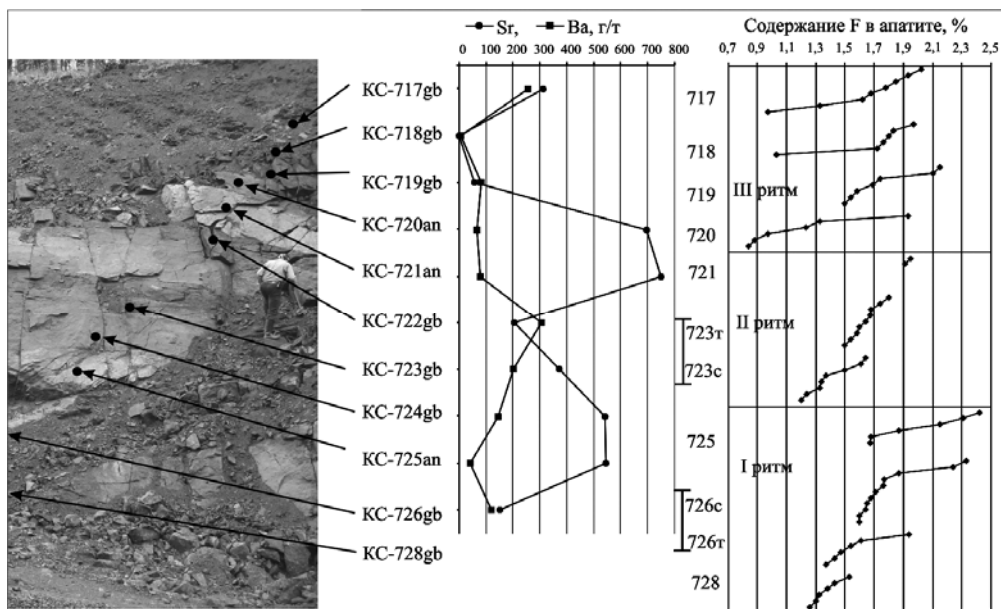 Sr, Ba, г/т
0 100 200 300 400 500 600 700 800
Содержание F в апатите, %
0,7 0,9 1,1 1,3 1,5 1,7 1,9 2,1 2,3 2,5
КС-717gb
КС-718gb
КС-719gb
КС-720an
КС-721an
КС-722gb
КС-723gb
КС-724gb
КС-725an
КС-726gb
КС-728gb
717
718
719
III ритм
720
721
II ритм
723т
723с
725
I ритм
726с
726т
728